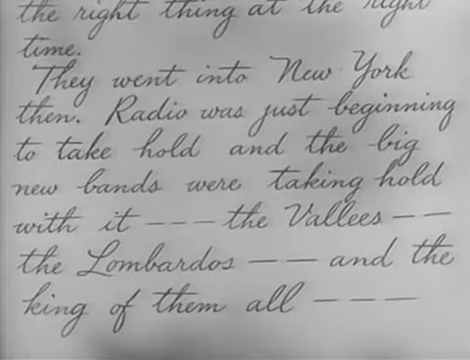 the right thing at the right
time.
They went into New York
then. Radio was just beginning
to take hold and the big
new bands were taking hold
with it --- the Vallees --
the Lombardos -- and the
king of them all ---